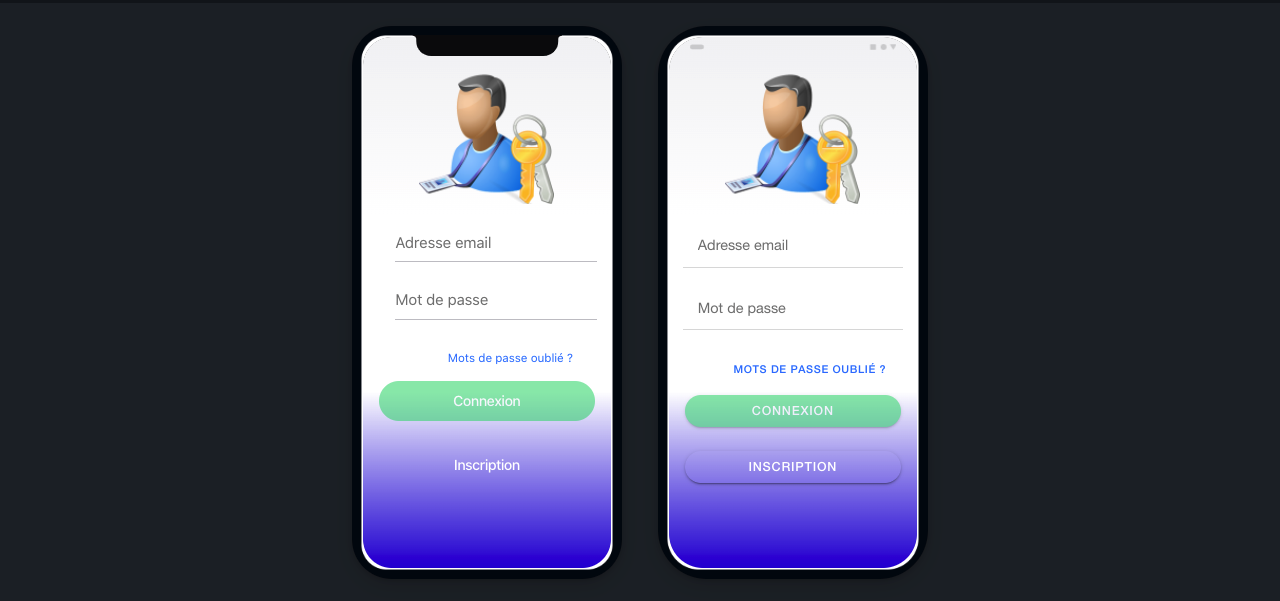 Adresse email
Mot de passe
Mots de passe oublié ?
Connexion
Inscription
Adresse email
Mot de passe
MOTS DE PASSE OUBLIÉ ?
CONNEXION
INSCRIPTION